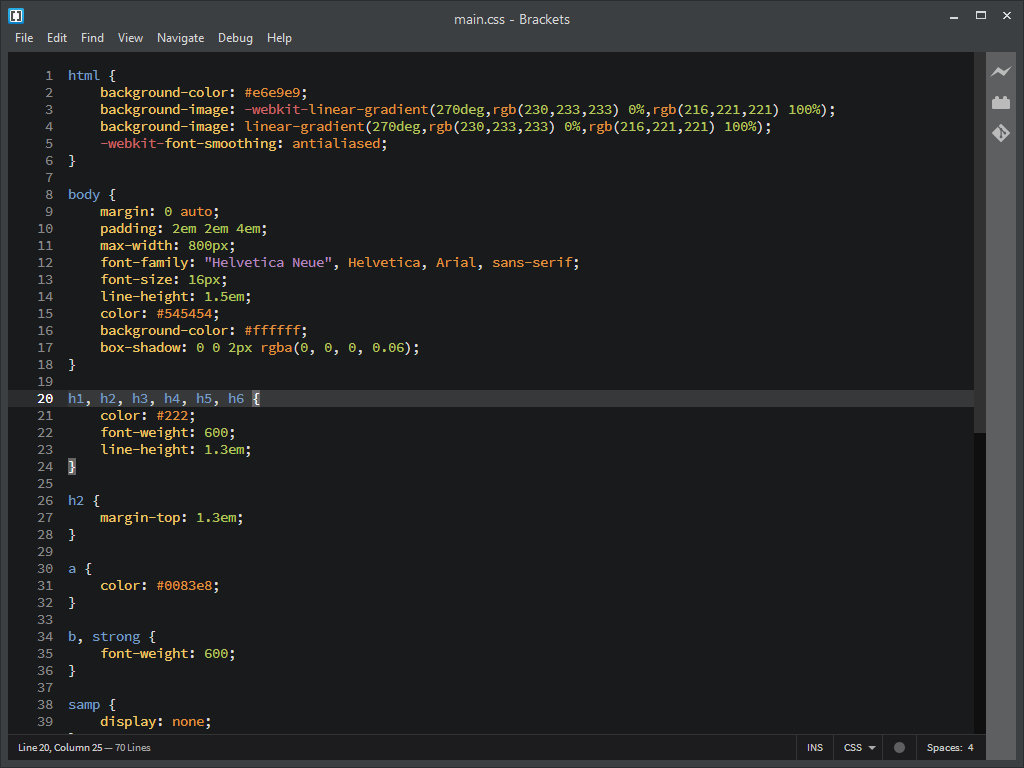 main.css - Brackets
File Edit Find View Navigate Debug Help
1 html {
2     background-color: #e6e9e9;
3     background-image: -webkit-linear-gradient(270deg,rgb(230,233,233) 0%,rgb(216,221,221) 100%);
4     background-image: linear-gradient(270deg,rgb(230,233,233) 0%,rgb(216,221,221) 100%);
5     -webkit-font-smoothing: antialiased;
6 }
7
8 body {
9     margin: 0 auto;
10     padding: 2em 2em 4em;
11     max-width: 800px;
12     font-family: "Helvetica Neue", Helvetica, Arial, sans-serif;
13     font-size: 16px;
14     line-height: 1.5em;
15     color: #545454;
16     background-color: #ffffff;
17     box-shadow: 0 0 2px rgba(0, 0, 0, 0.06);
18 }
19
20 h1, h2, h3, h4, h5, h6 {
21     color: #222;
22     font-weight: 600;
23     line-height: 1.3em;
24 }
25
26 h2 {
27     margin-top: 1.3em;
28 }
29
30 a {
31     color: #0083e8;
32 }
33
34 b, strong {
35     font-weight: 600;
36 }
37
38 samp {
39     display: none;
Line 20, Column 25 — 70 Lines INS CSS Spaces: 4